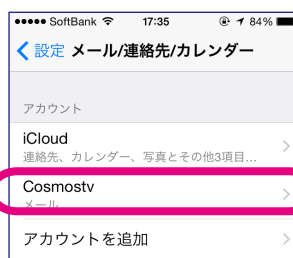 SoftBank 17:35 84%
設定 メール/連絡先/カレンダー
アカウント
iCloud
連絡先、カレンダー、写真とその他3項目…
Cosmostv
メール
アカウントを追加